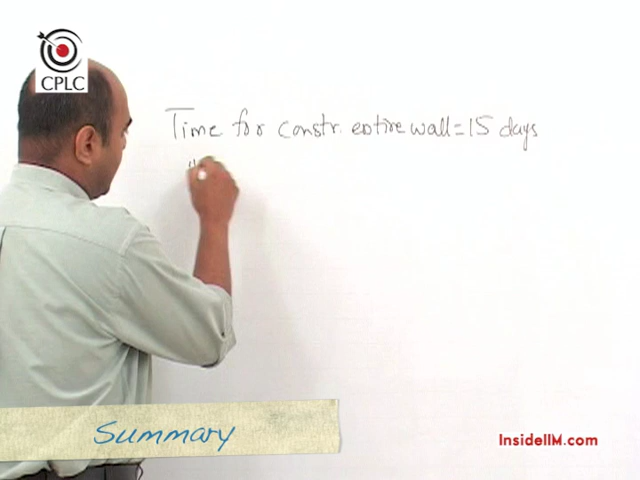 CPLC
Time for constr. entire wall = 15 days
"
Summary
InsideIIM.com